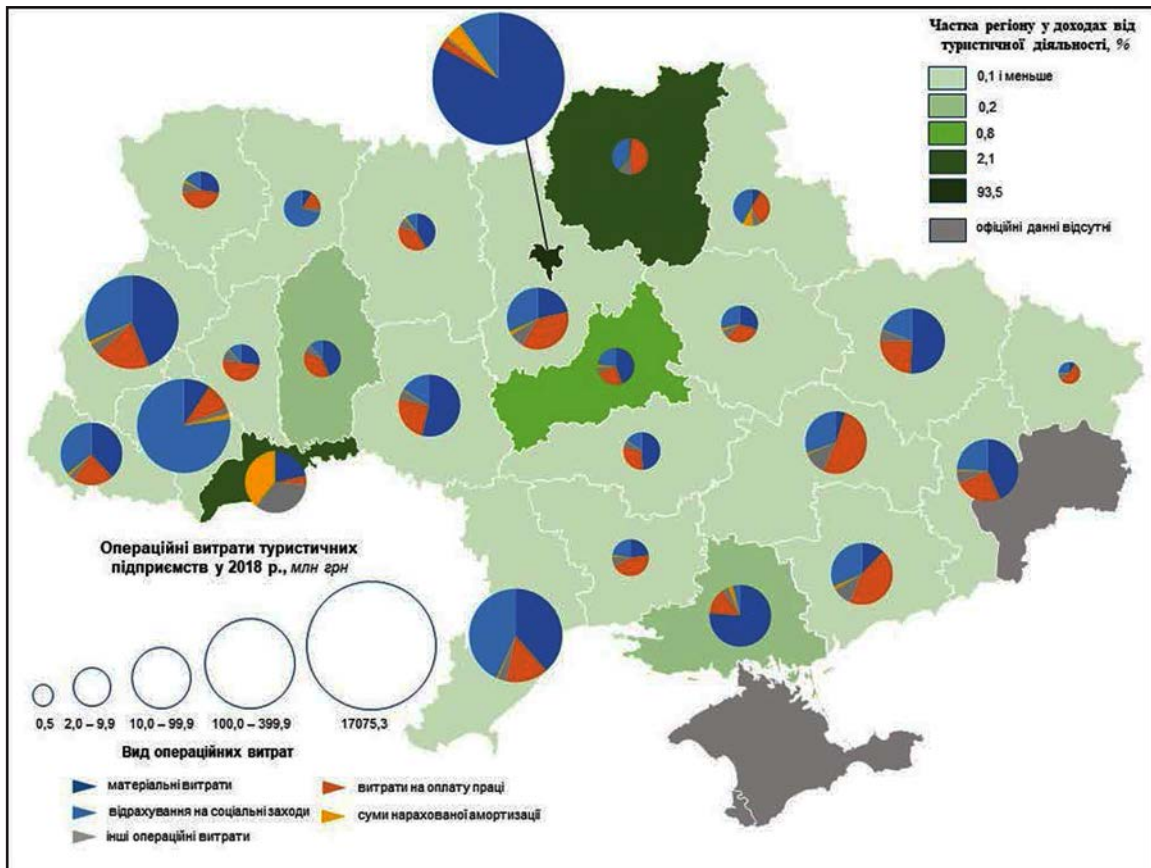 Частка регіону у доходах від
туристичної діяльності, %
0,1 і меньше
0,2
0,8
2,1
93,5
офіційні данні відсутні
Операційні витрати туристичних
підприємств у 2018 р., млн грн
0,5 2,0 – 9,9 10,0 – 99,9 100,0 – 399,9 17075,3
Вид операційних витрат
матеріальні витрати
відрахування на соціальні заходи
інші операційні витрати
витрати на оплату праці
суми нарахованої амортизації